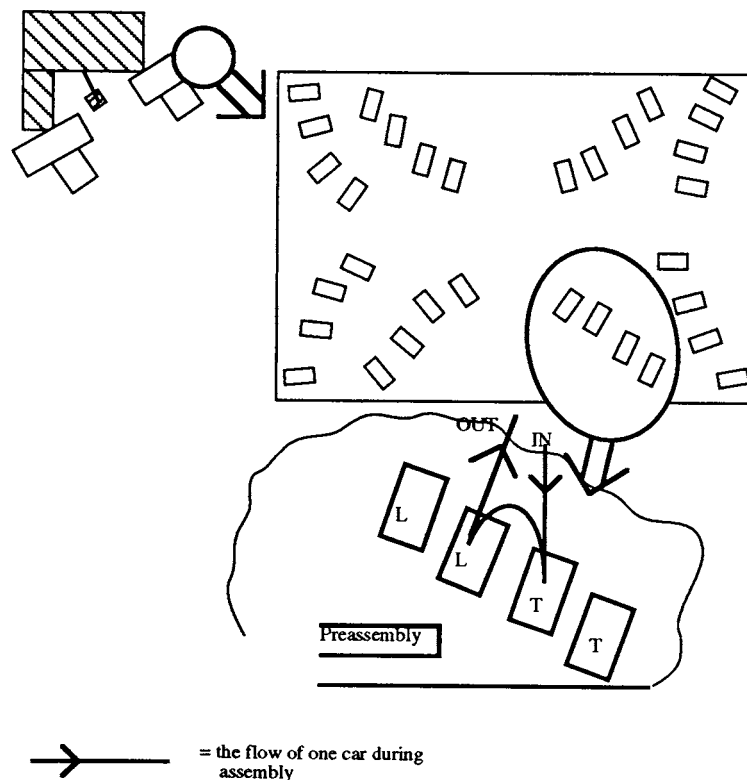 OUT
IN
L
L
T
T
Preassembly
= the flow of one car during
assembly